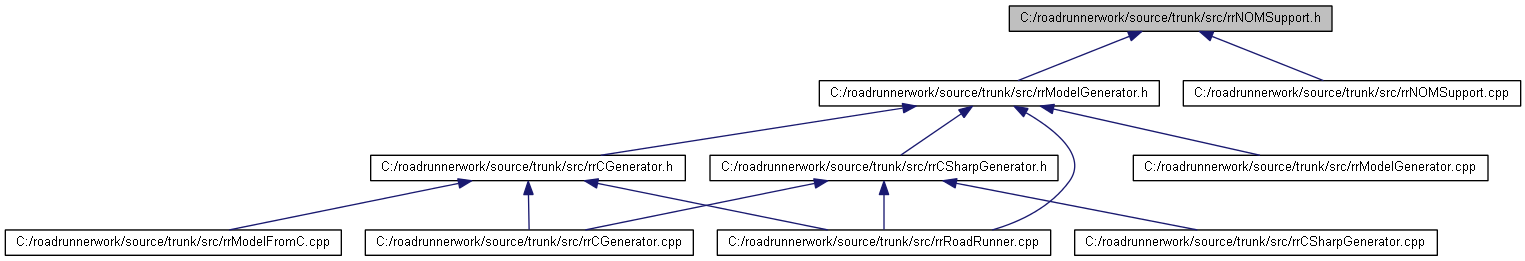 C:/roadrunnerwork/source/trunk/src/rrNOMSupport.h
C:/roadrunnerwork/source/trunk/src/rrModelGenerator.h
C:/roadrunnerwork/source/trunk/src/rrNOMSupport.cpp
C:/roadrunnerwork/source/trunk/src/rrCGenerator.h
C:/roadrunnerwork/source/trunk/src/rrCSharpGenerator.h
C:/roadrunnerwork/source/trunk/src/rrModelGenerator.cpp
C:/roadrunnerwork/source/trunk/src/rrModelFromC.cpp
C:/roadrunnerwork/source/trunk/src/rrCGenerator.cpp
C:/roadrunnerwork/source/trunk/src/rrRoadRunner.cpp
C:/roadrunnerwork/source/trunk/src/rrCSharpGenerator.cpp